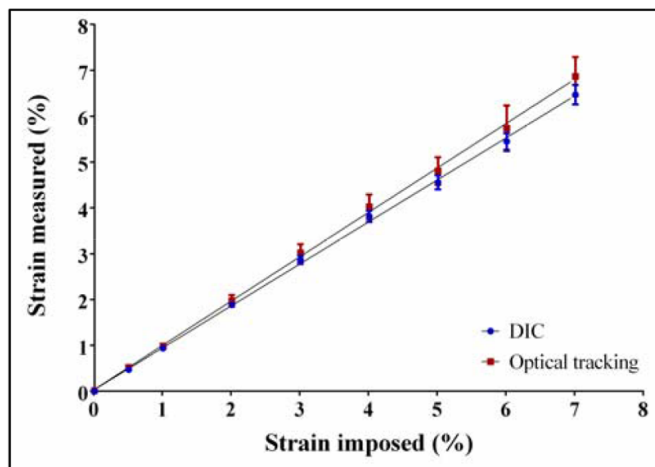 8
7
6
5
4
3
2
1
0
Strain measured (%)
DIC
Optical tracking
0 1 2 3 4 5 6 7 8
Strain imposed (%)